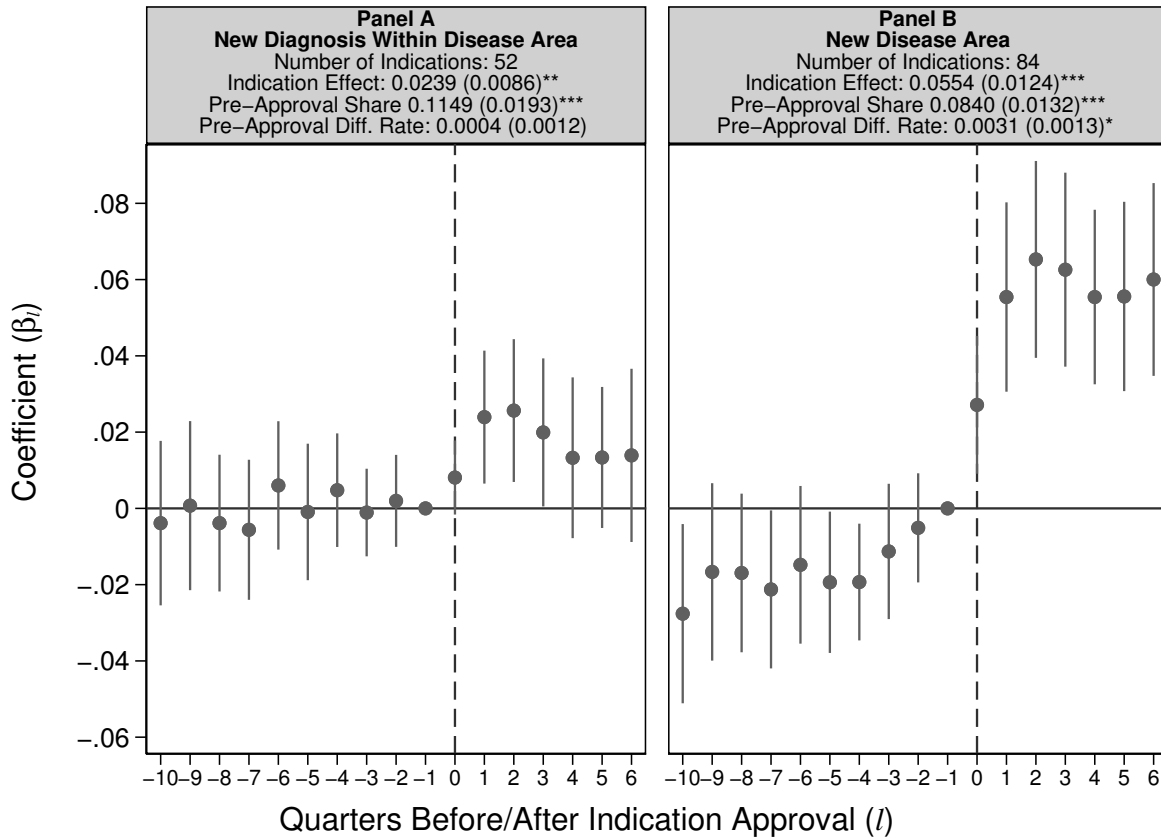 Panel A
New Diagnosis Within Disease Area
Number of Indications: 52
Indication Effect: 0.0239 (0.0086)**
Pre−Approval Share 0.1149 (0.0193)***
Pre−Approval Diff. Rate: 0.0004 (0.0012)
Panel B
New Disease Area
Number of Indications: 84
Indication Effect: 0.0554 (0.0124)***
Pre−Approval Share 0.0840 (0.0132)***
Pre−Approval Diff. Rate: 0.0031 (0.0013)*
Coefficient (βl)
.08
.06
.04
.02
0
−.02
−.04
−.06
−10 −9 −8 −7 −6 −5 −4 −3 −2 −1 0 1 2 3 4 5 6
−10 −9 −8 −7 −6 −5 −4 −3 −2 −1 0 1 2 3 4 5 6
Quarters Before/After Indication Approval (l)